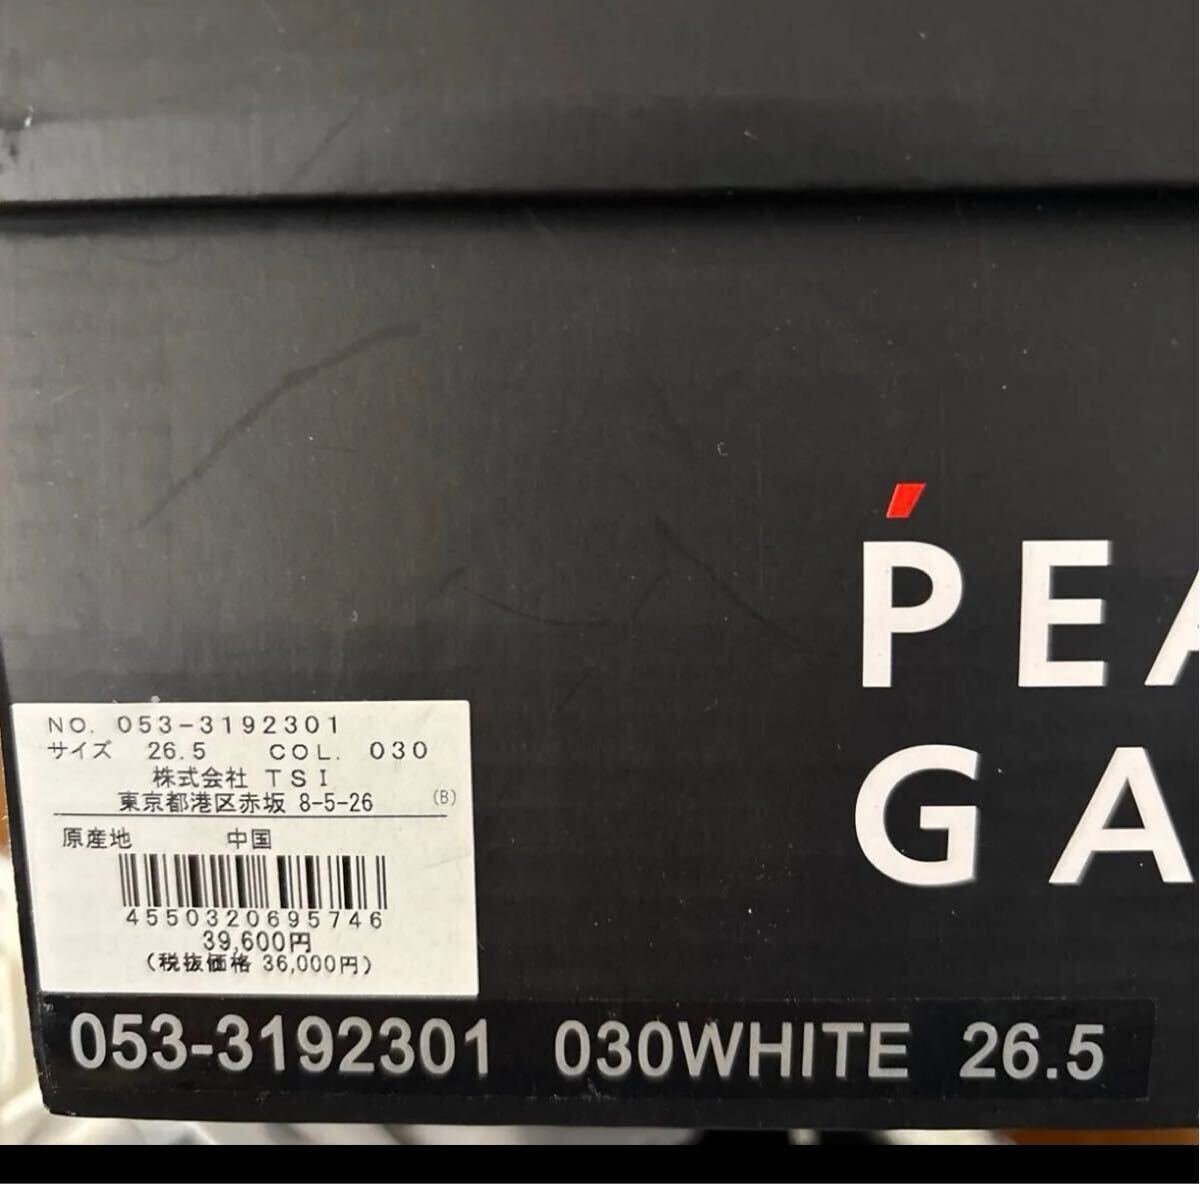 PEA
GA
NO. 053-3192301
サイズ 26.5 COL. 030
株式会社 TSI
東京都港区赤坂 8-5-26 (B)
原産地 中国
4550320695746
39,600円
(税抜価格 36,000円)
053-3192301 030WHITE 26.5